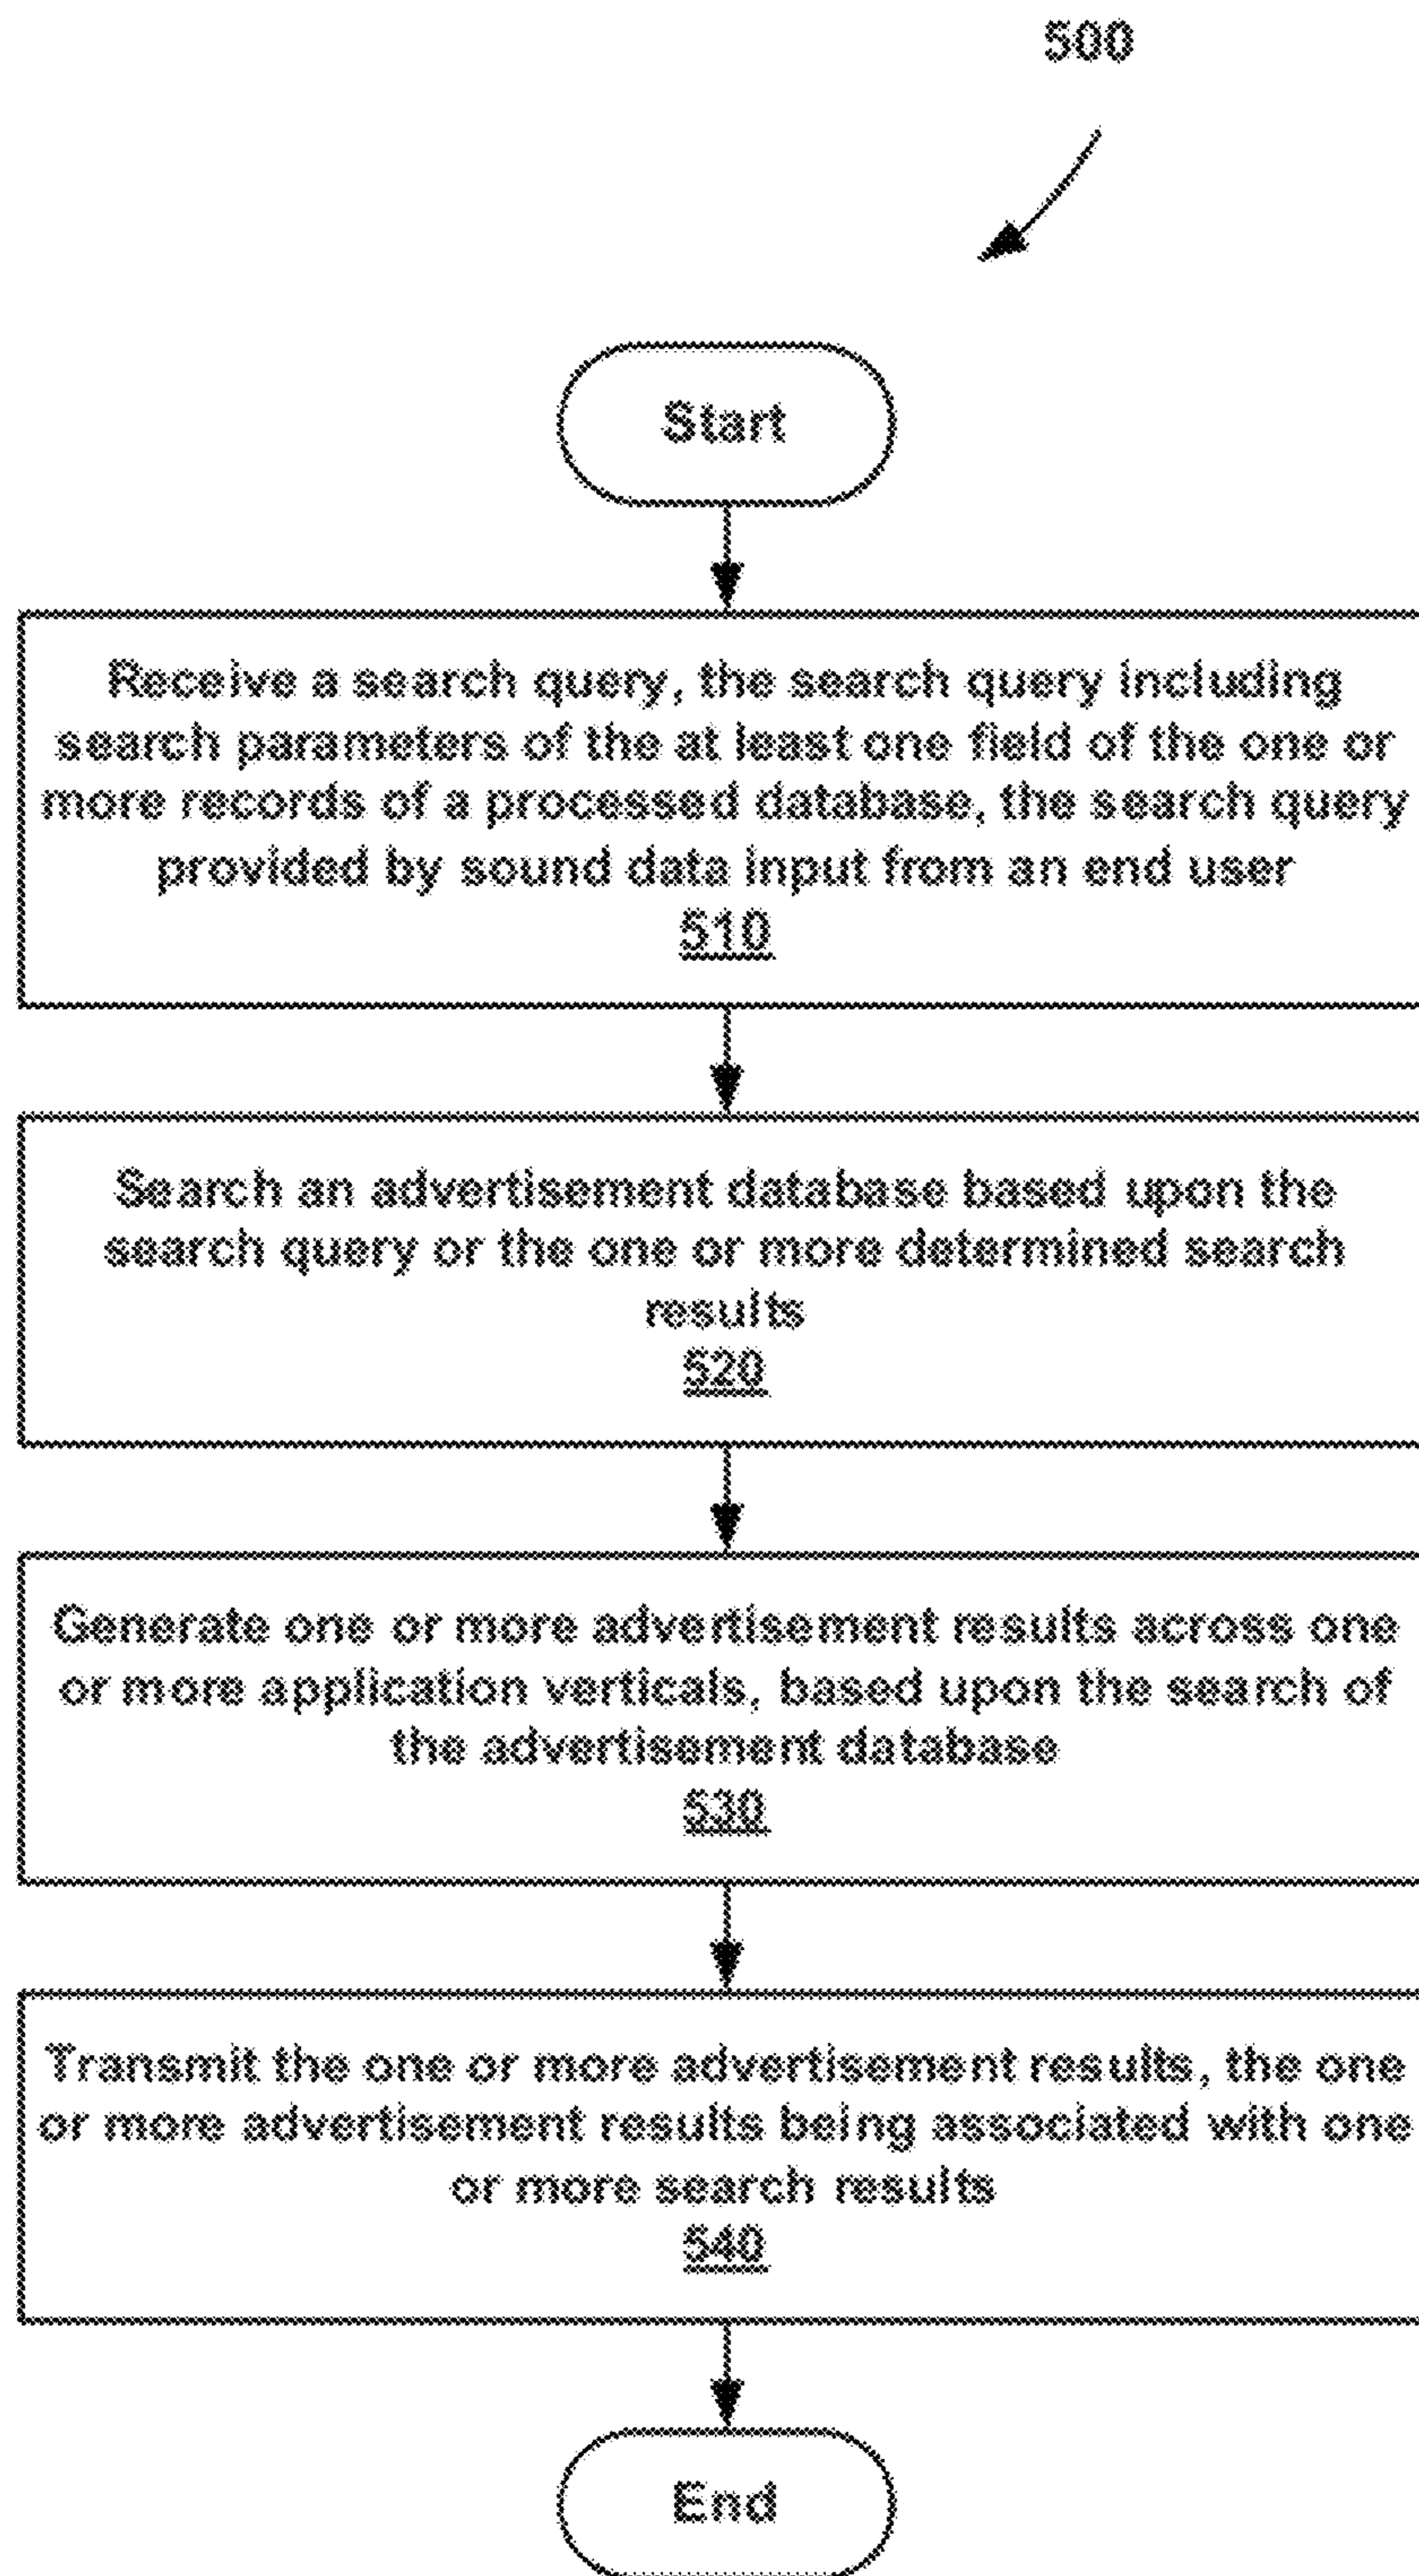 500
Start
Receive a search query, the search query including
search parameters of the at least one field of the one or
more records of a processed database, the search query
provided by sound data input from an end user
510
Search an advertisement database based upon the
search query or the one or more determined search
results
520
Generate one or more advertisement results across one
or more application verticals, based upon the search of
the advertisement database
530
Transmit the one or more advertisement results, the one
or more advertisement results being associated with one
or more search results
540
End